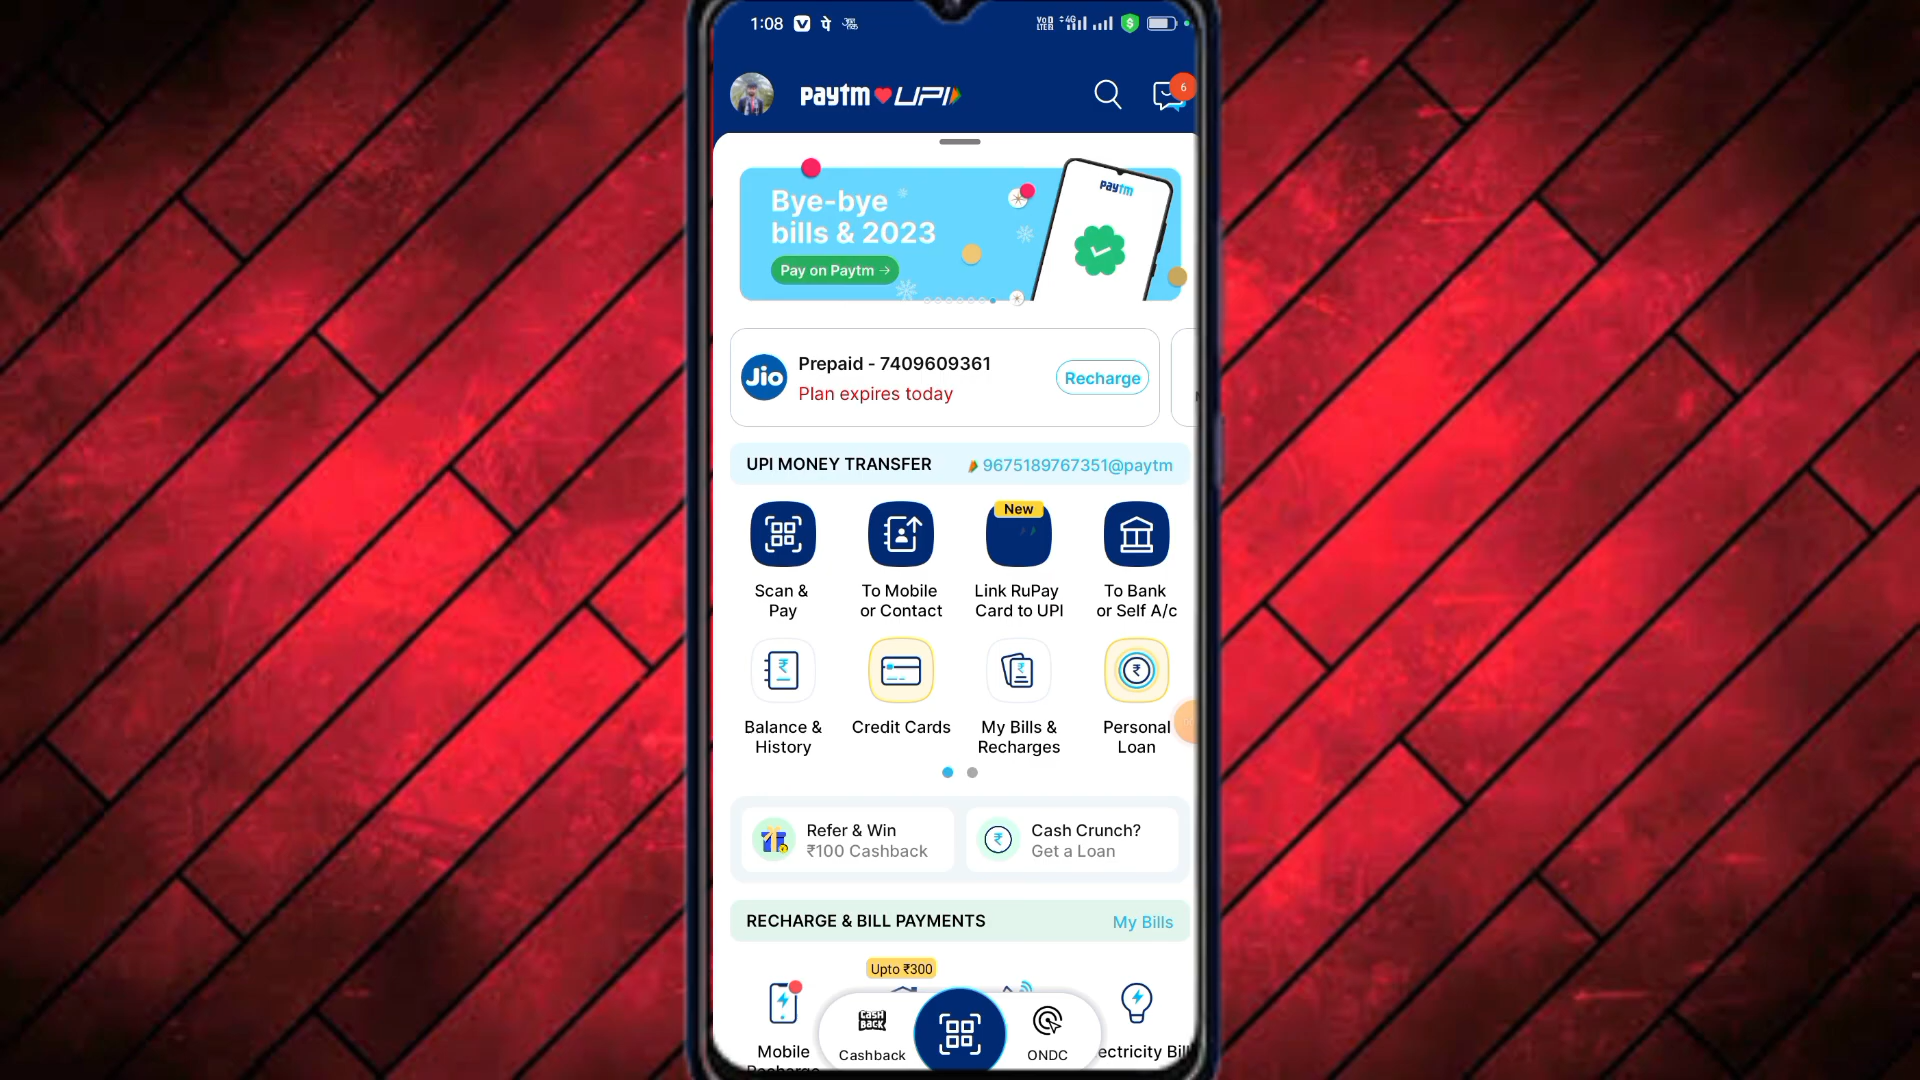 1:08
paytm UPI
6
Bye-bye
bills & 2023
Pay on Paytm →
paytm
Jio
Prepaid - 7409609361
Plan expires today
Recharge
UPI MONEY TRANSFER
9675189767351@paytm
New
Scan &
Pay
To Mobile
or Contact
Link RuPay
Card to UPI
To Bank
or Self A/c
Balance &
History
Credit Cards
My Bills &
Recharges
Personal
Loan
Refer & Win
₹100 Cashback
Cash Crunch?
Get a Loan
RECHARGE & BILL PAYMENTS
My Bills
Upto ₹300
Mobile
Recharge
CASH
BACK
Cashback
ONDC
ectricity Bill